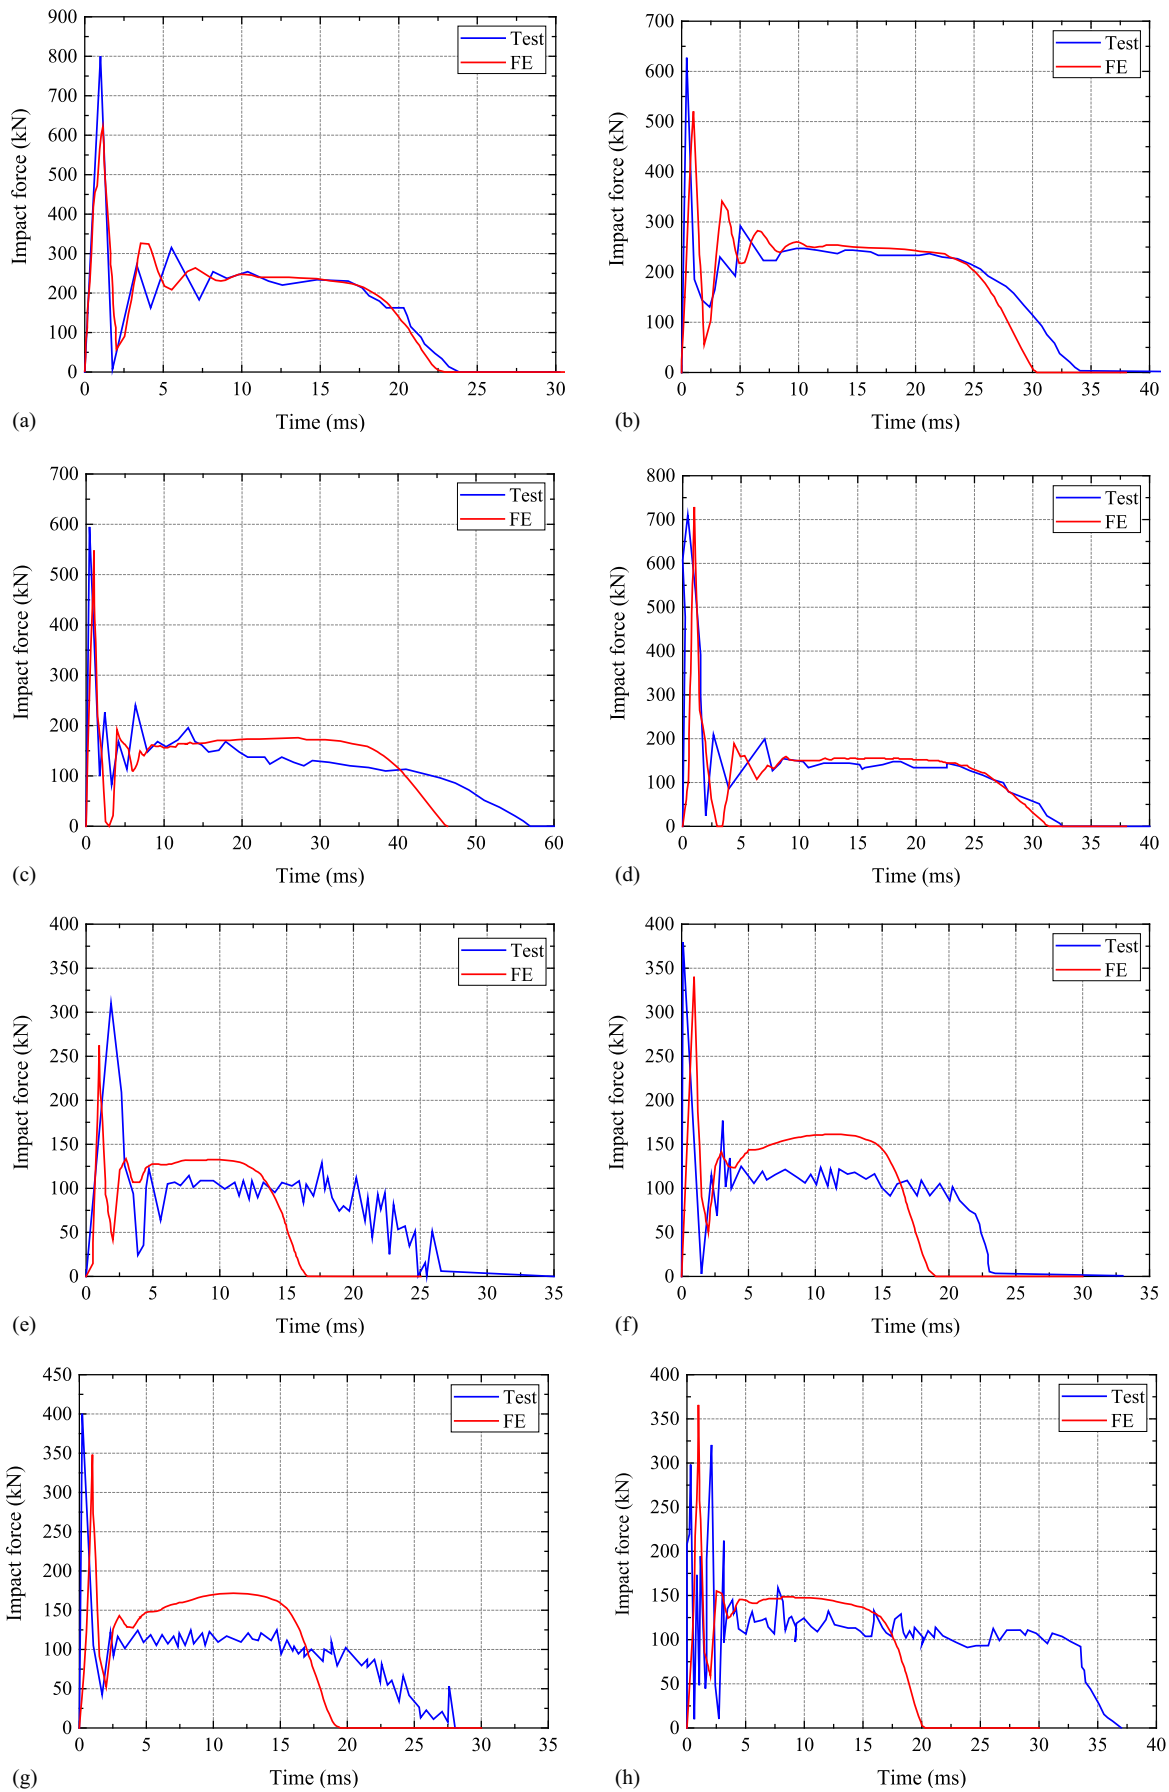 900
800
700
600
500
400
300
200
100
0
Impact force (kN)
Test
FE
0 5 10 15 20 25 30
Time (ms)
(a)
700
600
500
400
300
200
100
0
Impact force (kN)
Test
FE
0 5 10 15 20 25 30 35 40
Time (ms)
(b)
700
600
500
400
300
200
100
0
Impact force (kN)
Test
FE
0 10 20 30 40 50 60
Time (ms)
(c)
800
700
600
500
400
300
200
100
0
Impact force (kN)
Test
FE
0 5 10 15 20 25 30 35 40
Time (ms)
(d)
400
350
300
250
200
150
100
50
0
Impact force (kN)
Test
FE
0 5 10 15 20 25 30 35
Time (ms)
(e)
400
350
300
250
200
150
100
50
0
Impact force (kN)
Test
FE
0 5 10 15 20 25 30 35
Time (ms)
(f)
450
400
350
300
250
200
150
100
50
0
Impact force (kN)
Test
FE
0 5 10 15 20 25 30 35
Time (ms)
(g)
400
350
300
250
200
150
100
50
0
Impact force (kN)
Test
FE
0 5 10 15 20 25 30 35 40
Time (ms)
(h)